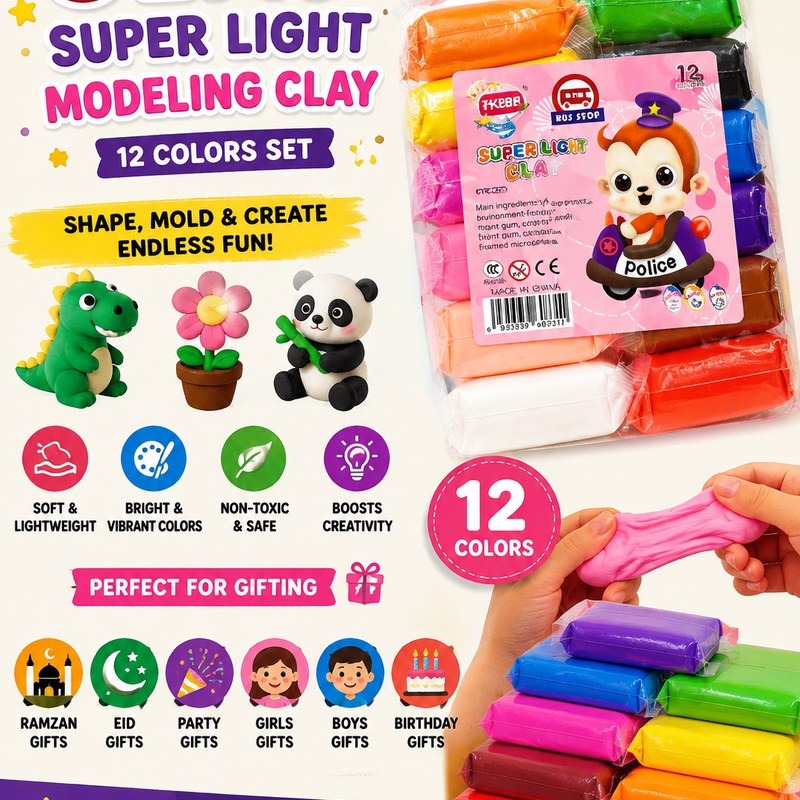 SUPER LIGHT
MODELING CLAY
12 COLORS SET
SHAPE, MOLD & CREATE
ENDLESS FUN!
SOFT &
LIGHTWEIGHT
BRIGHT &
VIBRANT COLORS
NON-TOXIC
& SAFE
BOOSTS
CREATIVITY
PERFECT FOR GIFTING
RAMZAN
GIFTS
EID
GIFTS
PARTY
GIFTS
GIRLS
GIFTS
BOYS
GIFTS
BIRTHDAY
GIFTS
12
BUS STOP
SUPER LIGHT
CLAY
Police
CE
12
COLORS